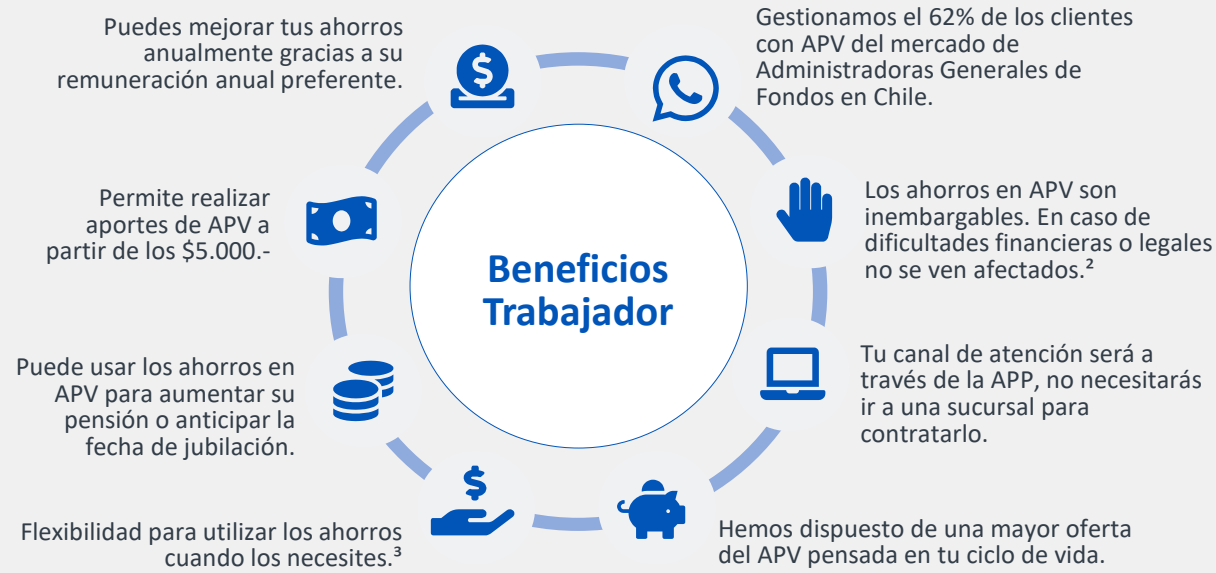 Puedes mejorar tus ahorros
anualmente gracias a su
remuneración anual preferente.
Gestionamos el 62% de los clientes
con APV del mercado de
Administradoras Generales de
Fondos en Chile.
Permite realizar
aportes de APV a
partir de los $5.000.-
Los ahorros en APV son
inembargables. En caso de
dificultades financieras o legales
no se ven afectados.²
Beneficios
Trabajador
Puede usar los ahorros en
APV para aumentar su
pensión o anticipar la
fecha de jubilación.
Tu canal de atención será a
través de la APP, no necesitarás
ir a una sucursal para
contratarlo.
Flexibilidad para utilizar los ahorros
cuando los necesites.³
Hemos dispuesto de una mayor oferta
del APV pensada en tu ciclo de vida.